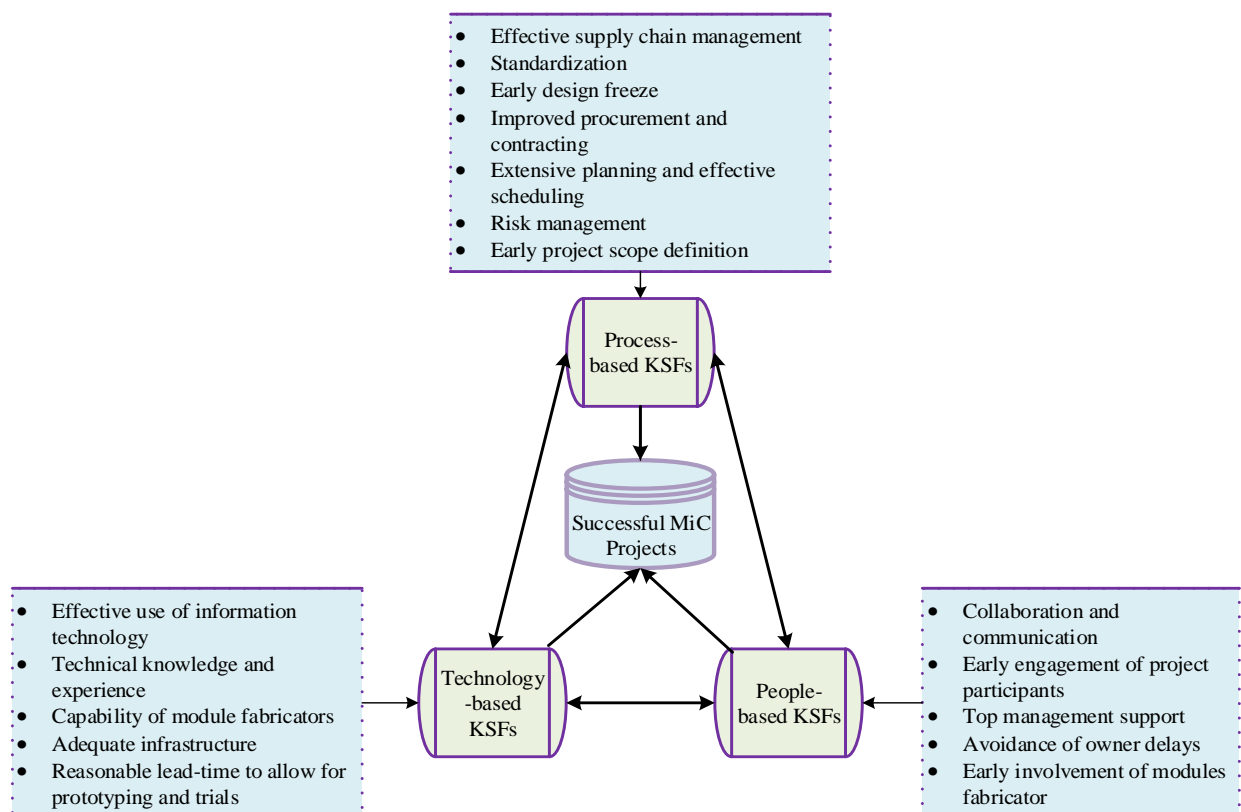 • Effective supply chain management
• Standardization
• Early design freeze
• Improved procurement and
contracting
• Extensive planning and effective
scheduling
• Risk management
• Early project scope definition
Process-
based KSFs
Successful MiC
Projects
• Effective use of information
technology
• Technical knowledge and
experience
• Capability of module fabricators
• Adequate infrastructure
• Reasonable lead-time to allow for
prototyping and trials
Technology
-based
KSFs
People-
based KSFs
• Collaboration and
communication
• Early engagement of project
participants
• Top management support
• Avoidance of owner delays
• Early involvement of modules
fabricator